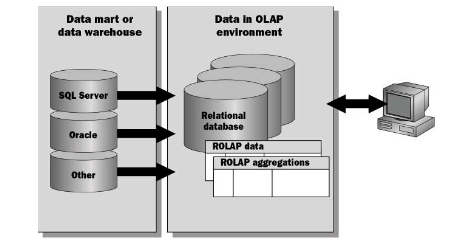 Data mart or
data warehouse
SQL Server
Oracle
Other
Data in OLAP
environment
Relational
database
ROLAP data
ROLAP aggregations